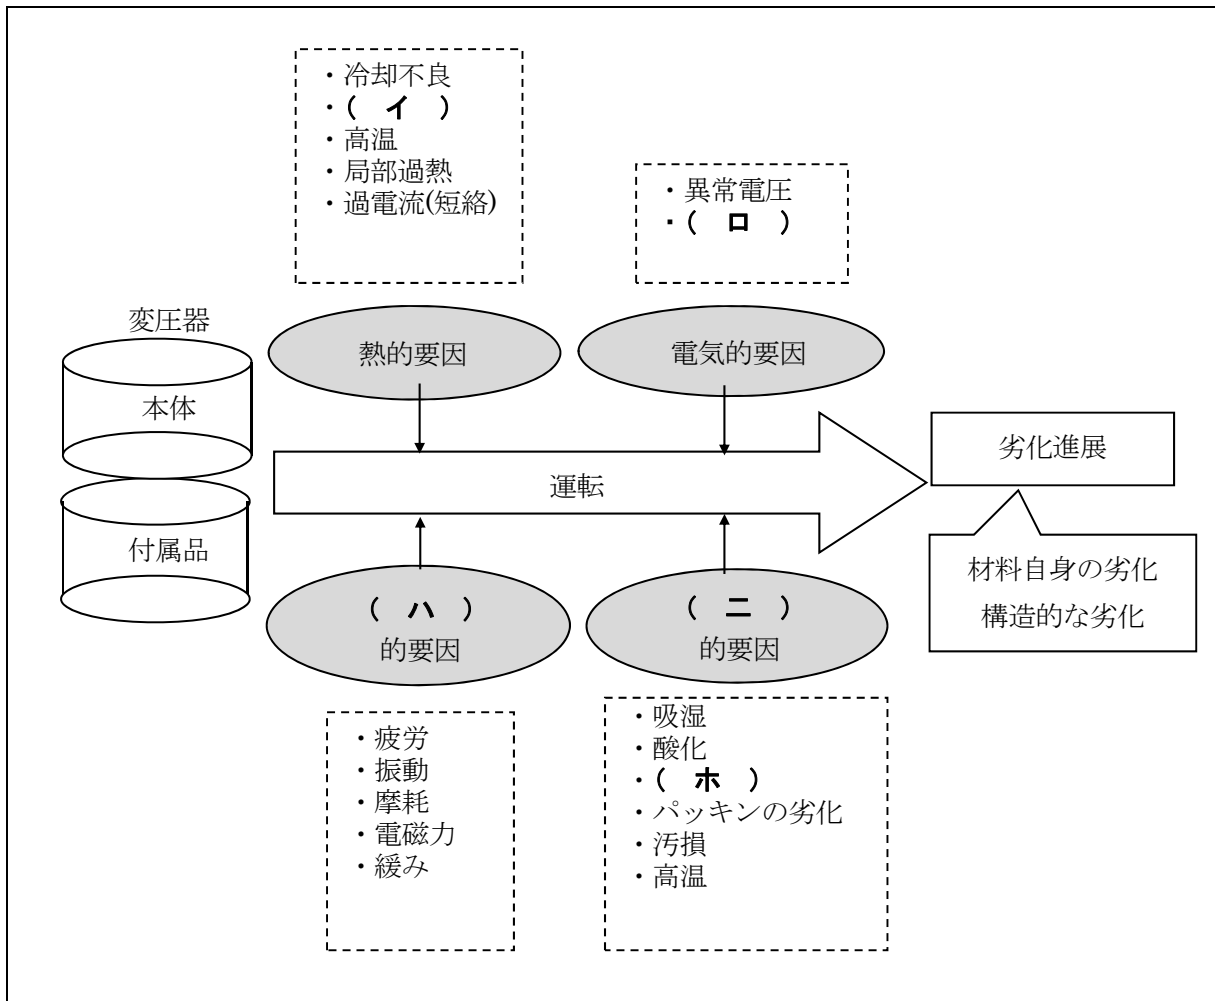 ・冷却不良
・( イ )
・高温
・局部過熱
・過電流(短絡)
・異常電圧
・( ロ )
変圧器
本体
付属品
熱的要因
電気的要因
運転
劣化進展
材料自身の劣化
構造的な劣化
( ハ )
的要因
( ニ )
的要因
・疲労
・振動
・摩耗
・電磁力
・緩み
・吸湿
・酸化
・( ホ )
・パッキンの劣化
・汚損
・高温